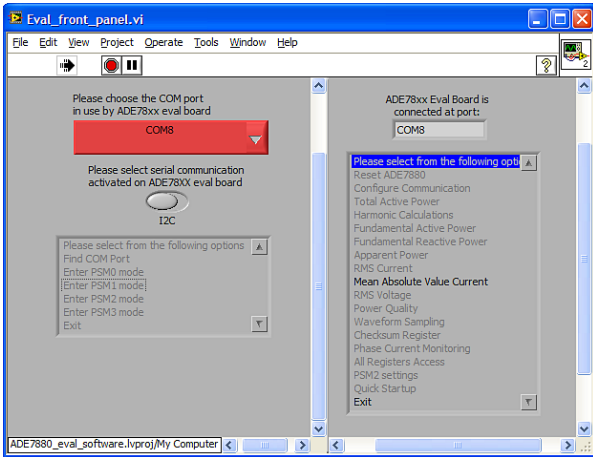 Eval_front_panel.vi
File Edit View Project Operate Tools Window Help
2
Please choose the COM port
in use by ADE78xx eval board
COM8
Please select serial communication
activated on ADE78XX eval board
I2C
Please select from the following options
Find COM Port
Enter PSM0 mode
Enter PSM1 mode
Enter PSM2 mode
Enter PSM3 mode
Exit
ADE7880_eval_software.lvproj/My Computer
ADE78xx Eval Board is
connected at port:
COM8
Please select from the following opti
Reset ADE7880
Configure Communication
Total Active Power
Harmonic Calculations
Fundamental Active Power
Fundamental Reactive Power
Apparent Power
RMS Current
Mean Absolute Value Current
RMS Voltage
Power Quality
Waveform Sampling
Checksum Register
Phase Current Monitoring
All Registers Access
PSM2 settings
Quick Startup
Exit